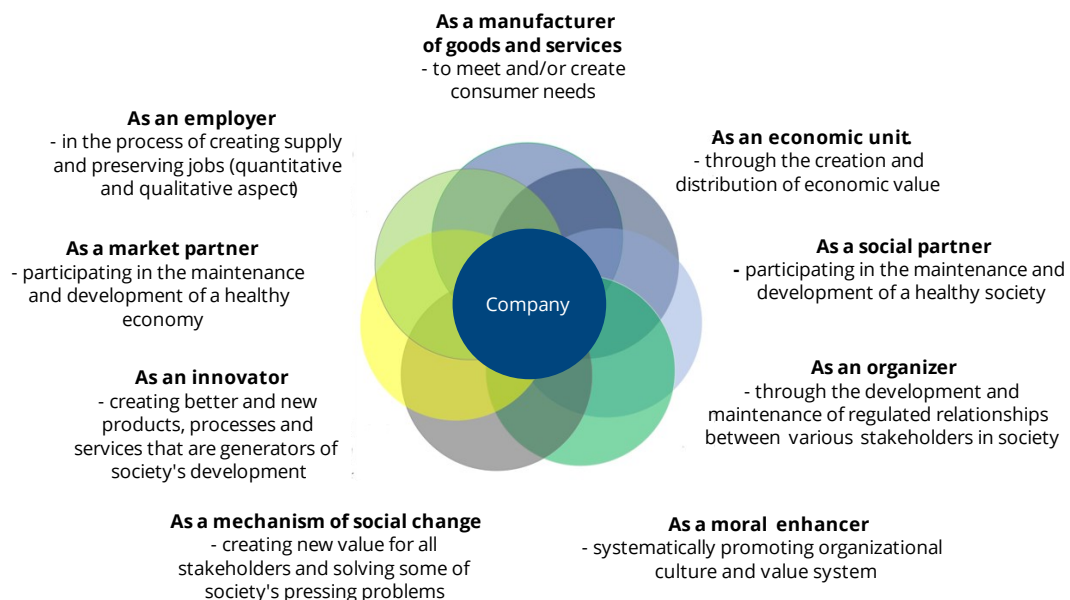 As a manufacturer
of goods and services
- to meet and/or create
consumer needs
As an employer
- in the process of creating supply
and preserving jobs (quantitative
and qualitative aspect)
As an economic unit.
- through the creation and
distribution of economic value
As a market partner
- participating in the maintenance
and development of a healthy
economy
As a social partner
- participating in the maintenance and
development of a healthy society
Company
As an innovator
- creating better and new
products, processes and
services that are generators of
society's development
As an organizer
- through the development and
maintenance of regulated relationships
between various stakeholders in society
As a mechanism of social change
- creating new value for all
stakeholders and solving some of
society's pressing problems
As a moral enhancer
- systematically promoting organizational
culture and value system